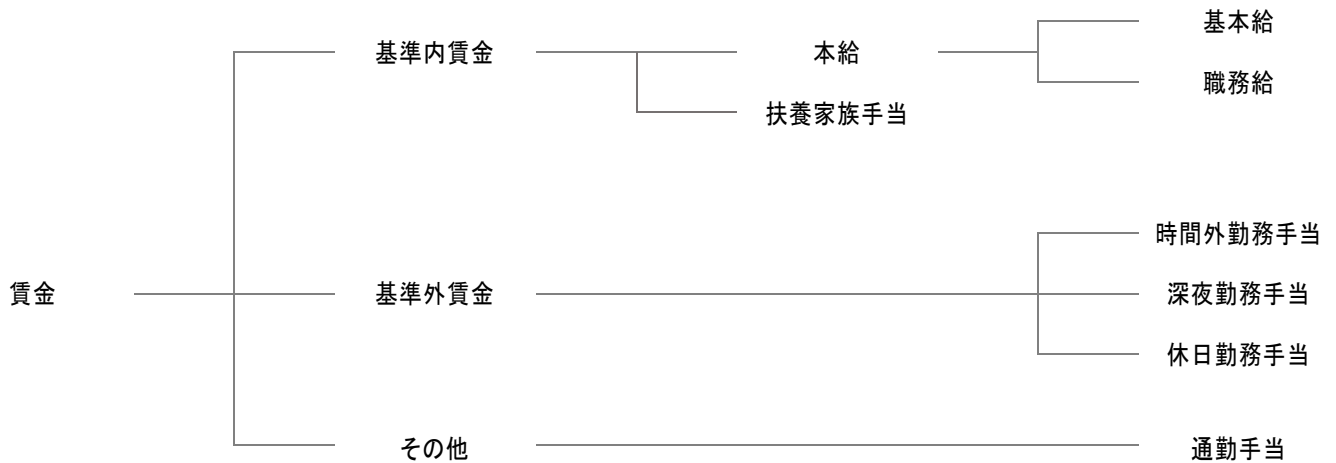 基本給
基準内賃金
本給
職務給
扶養家族手当
時間外勤務手当
賃金
基準外賃金
深夜勤務手当
休日勤務手当
その他
通勤手当